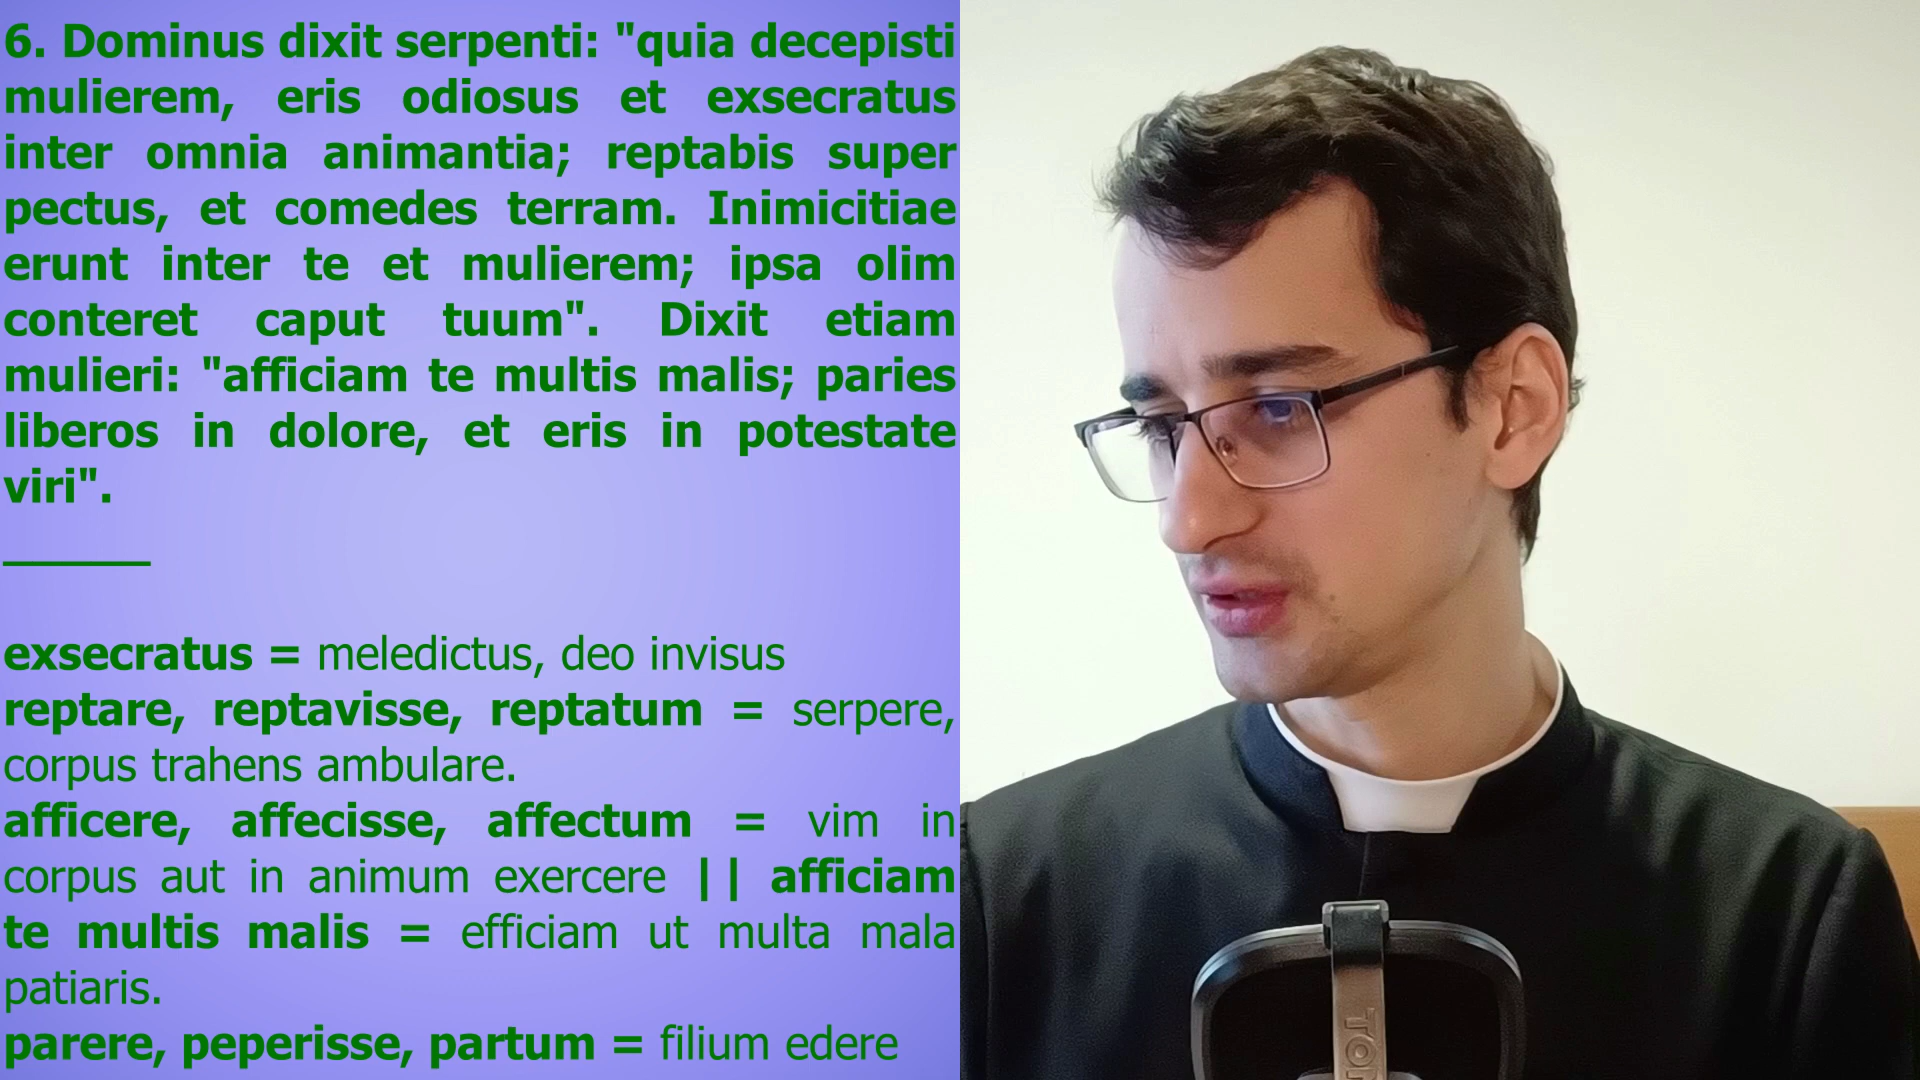 6. Dominus dixit serpenti: "quia decepisti
mulierem, eris odiosus et exsecratus
inter omnia animantia; reptabis super
pectus, et comedes terram. Inimicitiae
erunt inter te et mulierem; ipsa olim
conteret caput tuum". Dixit etiam
mulieri: "afficiam te multis malis; paries
liberos in dolore, et eris in potestate
viri".
exsecratus = meledictus, deo invisus
reptare, reptavisse, reptatum = serpere,
corpus trahens ambulare.
afficere, affecisse, affectum = vim in
corpus aut in animum exercere || afficiam
te multis malis = efficiam ut multa mala
patiaris.
parere, peperisse, partum = filium edere